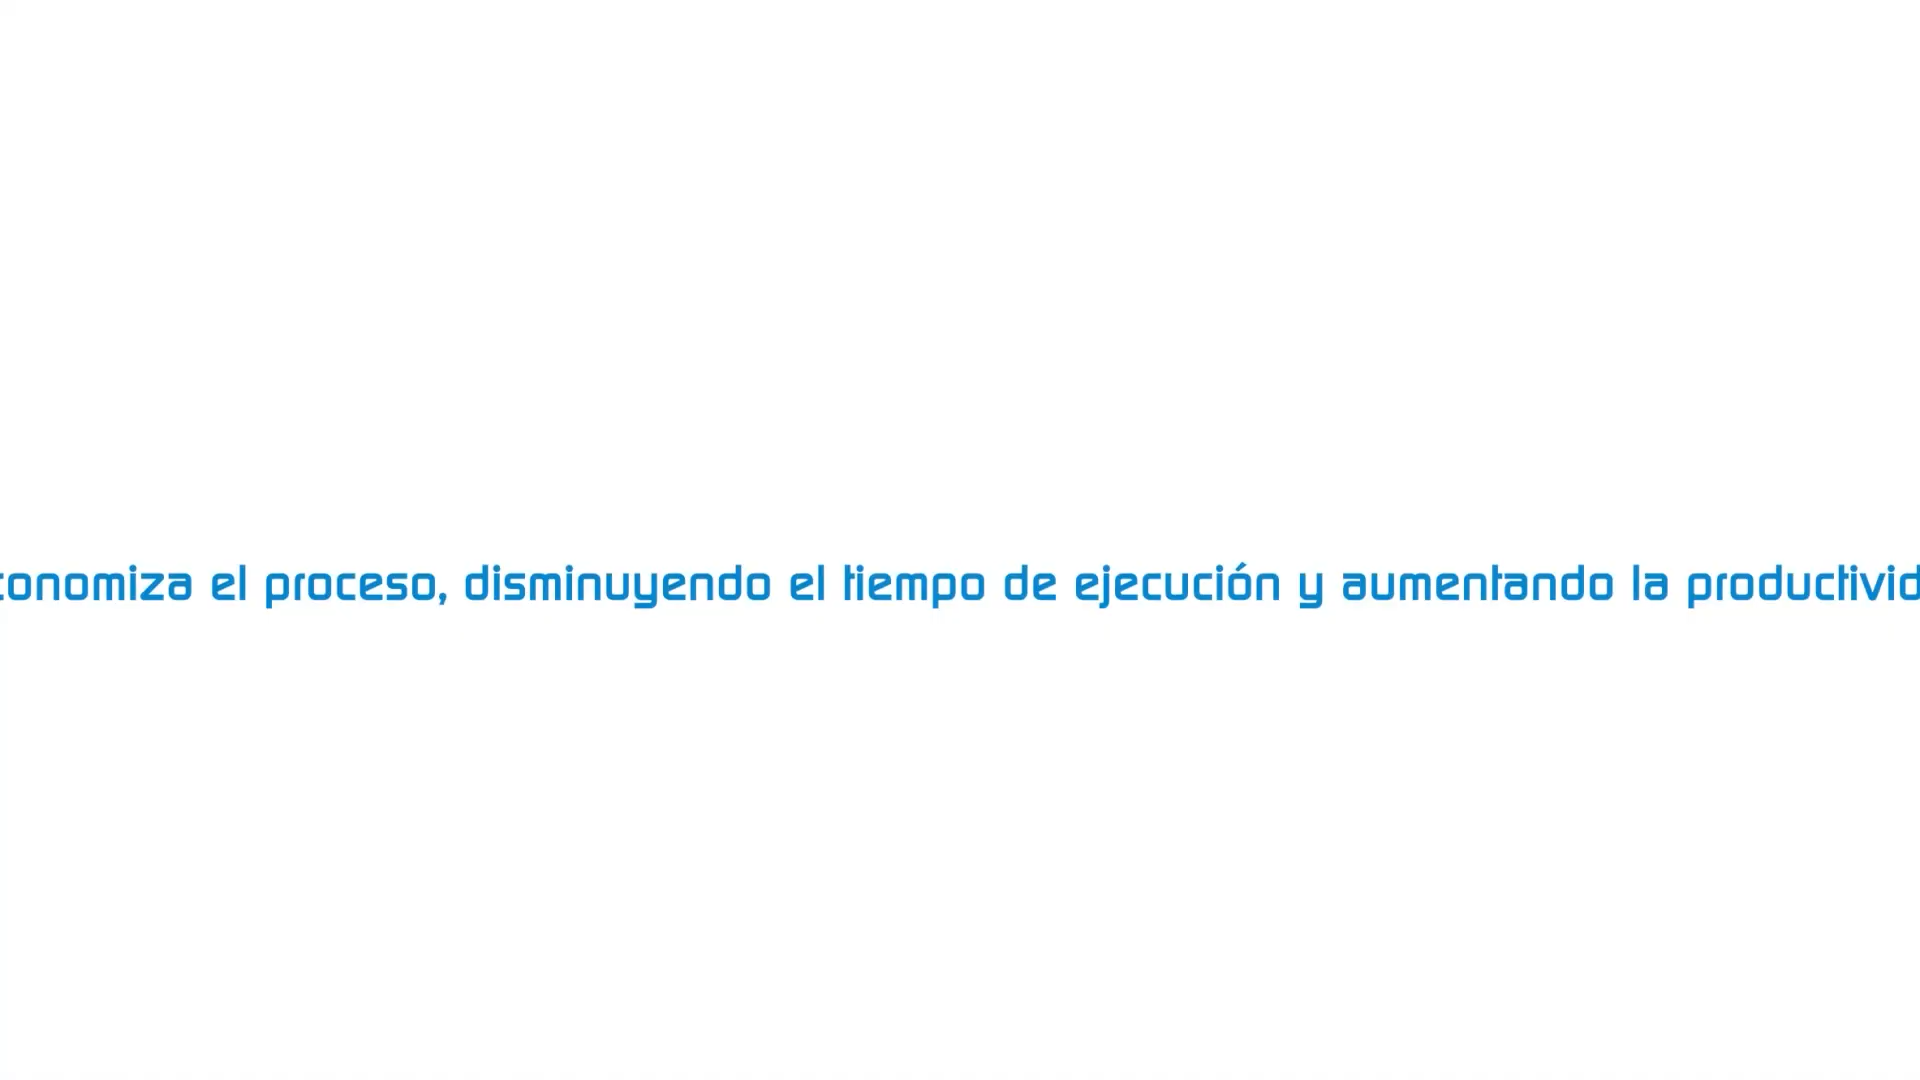 conomiza el proceso, disminuyendo el tiempo de ejecución y aumentando la productivid